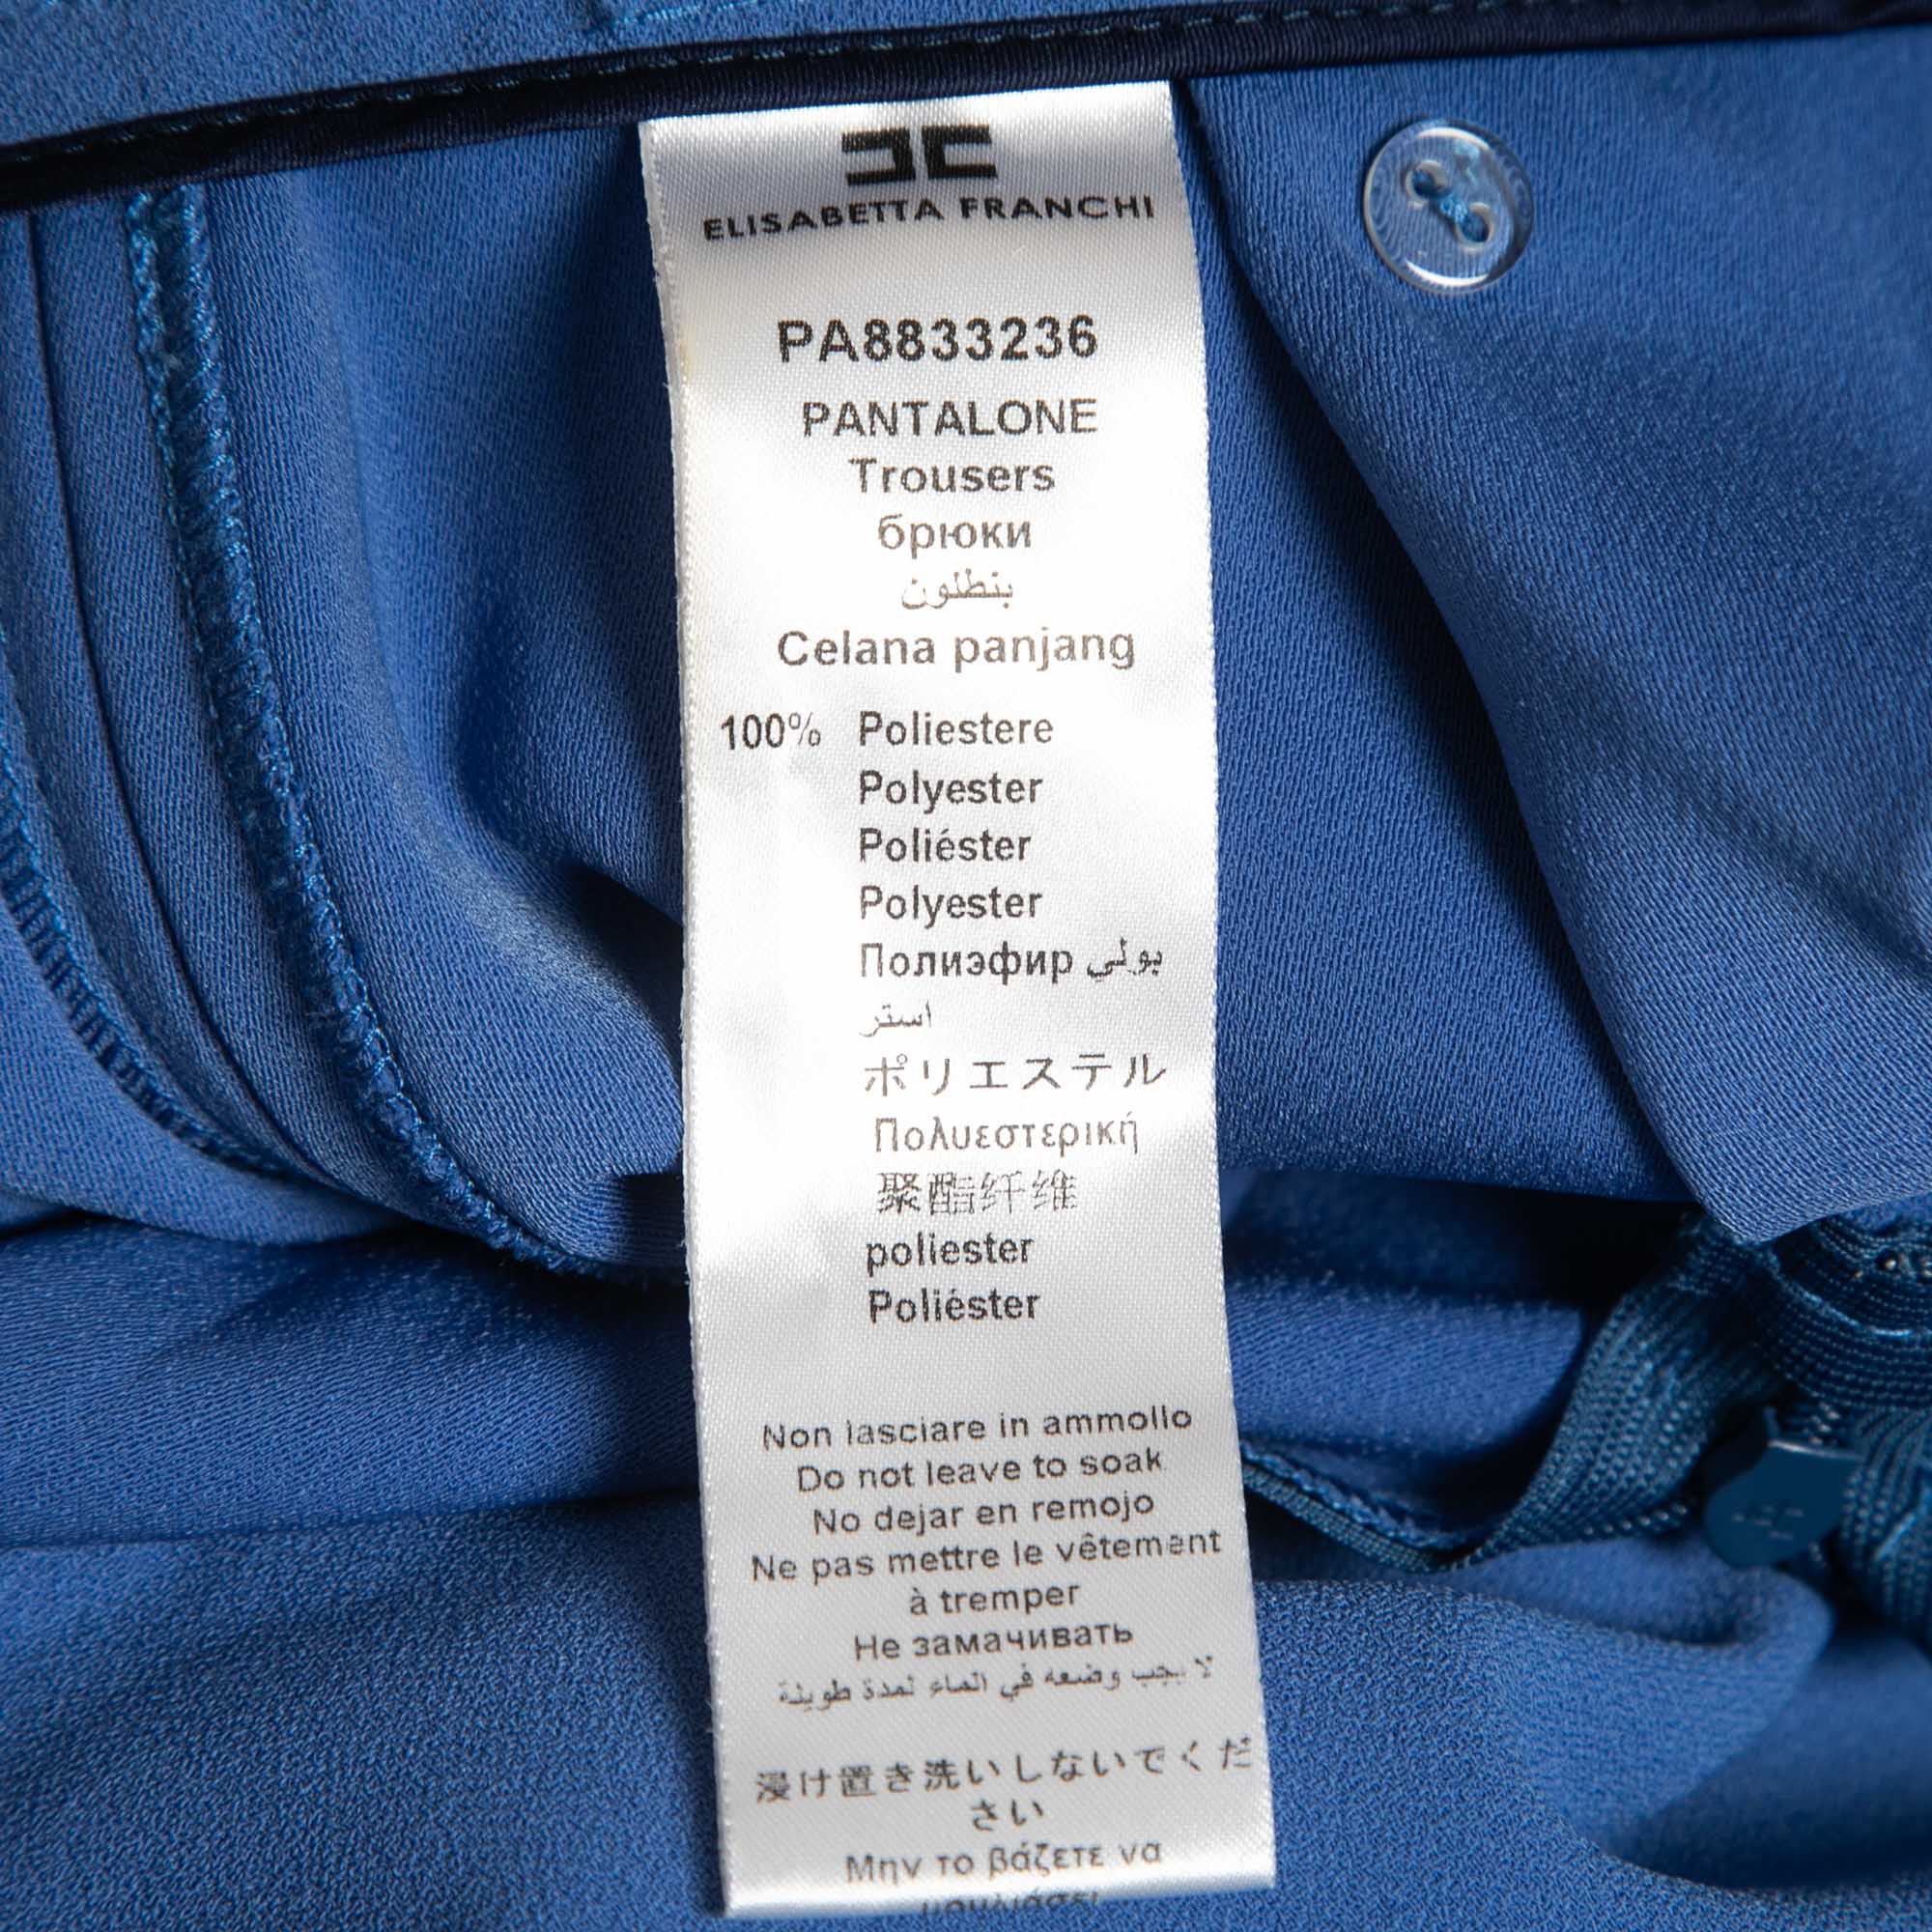 ELISABETTA FRANCHI
PA8833236
PANTALONE
Trousers
брюки
بنطلون
Celana panjang
100% Poliestere
Polyester
Poliéster
Polyester
Полиэфир بولي
استر
ポリエステル
Πολυεστερική
聚酯纤维
poliester
Poliéster
Non lasciare in ammollo
Do not leave to soak
No dejar en remojo
Ne pas mettre le vêtement
à tremper
Не замачивать
لا يجب وضعه في الماء لمدة طويلة
浸け置き洗いしないでくだ
さい
Μην το βάζετε να